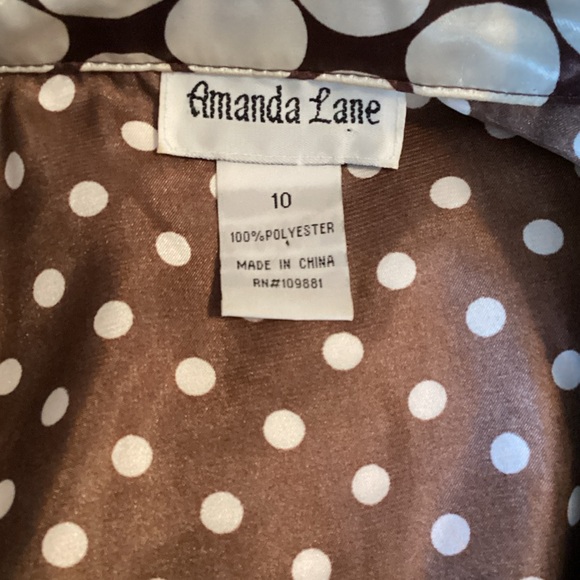 Amanda Lane
10
100%POLYESTER
MADE IN CHINA
RN#109881